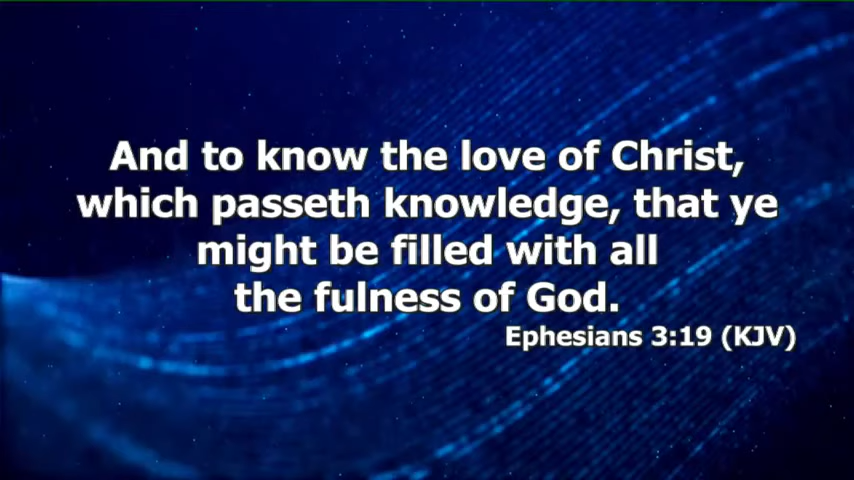 And to know the love of Christ,
which passeth knowledge, that ye
might be filled with all
the fulness of God.
Ephesians 3:19 (KJV)